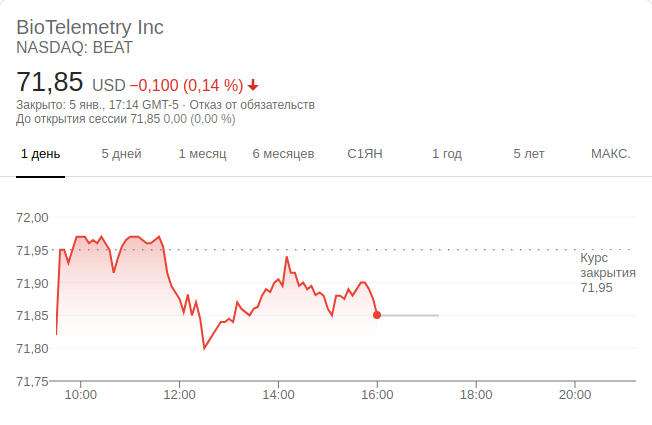 BioTelemetry Inc
NASDAQ: BEAT
71,85 USD −0,100 (0,14 %)
Закрыто: 5 янв., 17:14 GMT-5 · Отказ от обязательств
До открытия сессии 71,85 0,00 (0,00 %)
1 день 5 дней 1 месяц 6 месяцев С1ЯН 1 год 5 лет МАКС.
72,00
71,95
Курс
закрытия
71,95
71,90
71,85
71,80
71,75
10:00 12:00 14:00 16:00 18:00 20:00